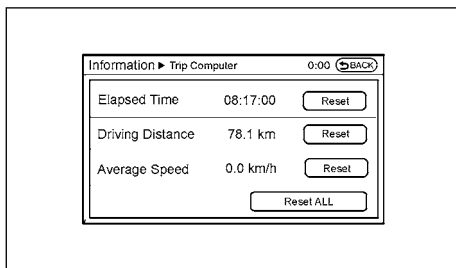 Information ▶ Trip Computer 0:00 BACK
Elapsed Time 08:17:00 Reset
Driving Distance 78.1 km Reset
Average Speed 0.0 km/h Reset
Reset ALL